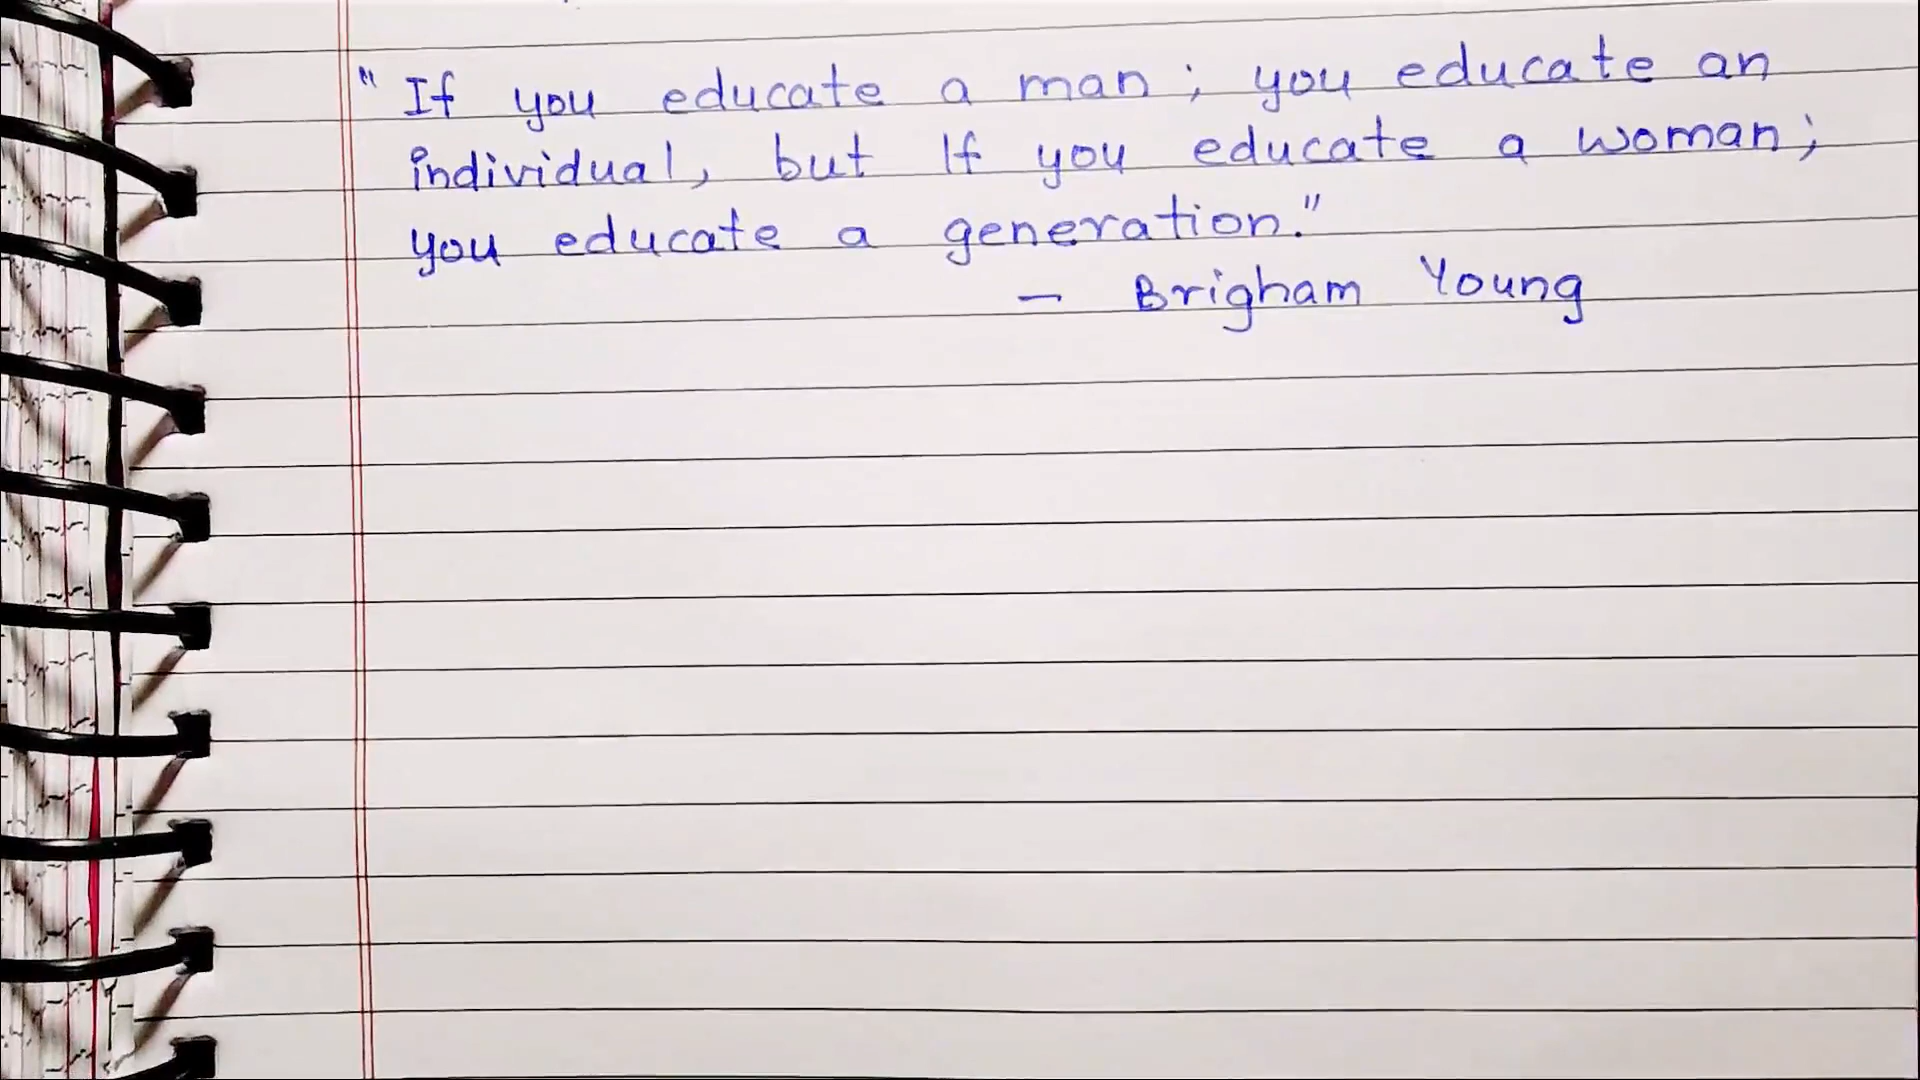 "If you educate a man; you educate an
individual, but If you educate a woman;
you educate a generation."
— Brigham Young